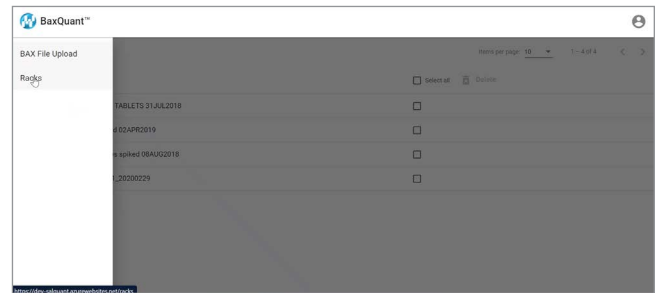 BaxQuant™
BAX File Upload
Racks
Items per page 10 1 – 4 of 4
Select all Delete
TABLETS 31JUL2018
d 02APR2019
s spiked 08AUG2018
1_20200229
https://dev-salquant.azurewebsites.net/racks